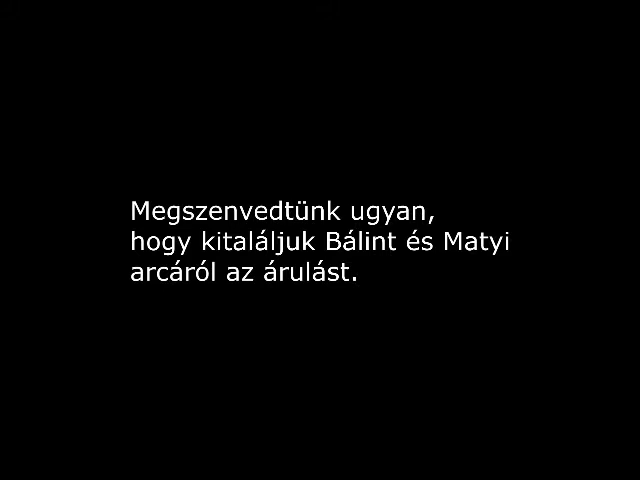 Megszenvedtünk ugyan,
hogy kitaláljuk Bálint és Matyi
arcáról az árulást.